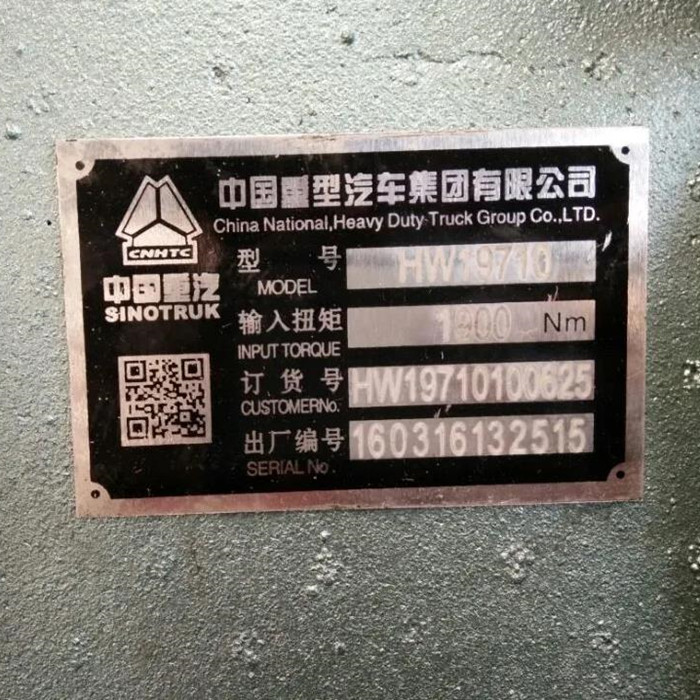 CNHTC
中国重汽
SINOTRUK
中国重型汽车集团有限公司
China National,Heavy Duty Truck Group Co.,LTD.
型 号 HW19710
MODEL
输入扭矩 Nm
INPUT TORQUE
订货号 HW19710100625
CUSTOMERNo.
出厂编号 160316132515
SERIAL No